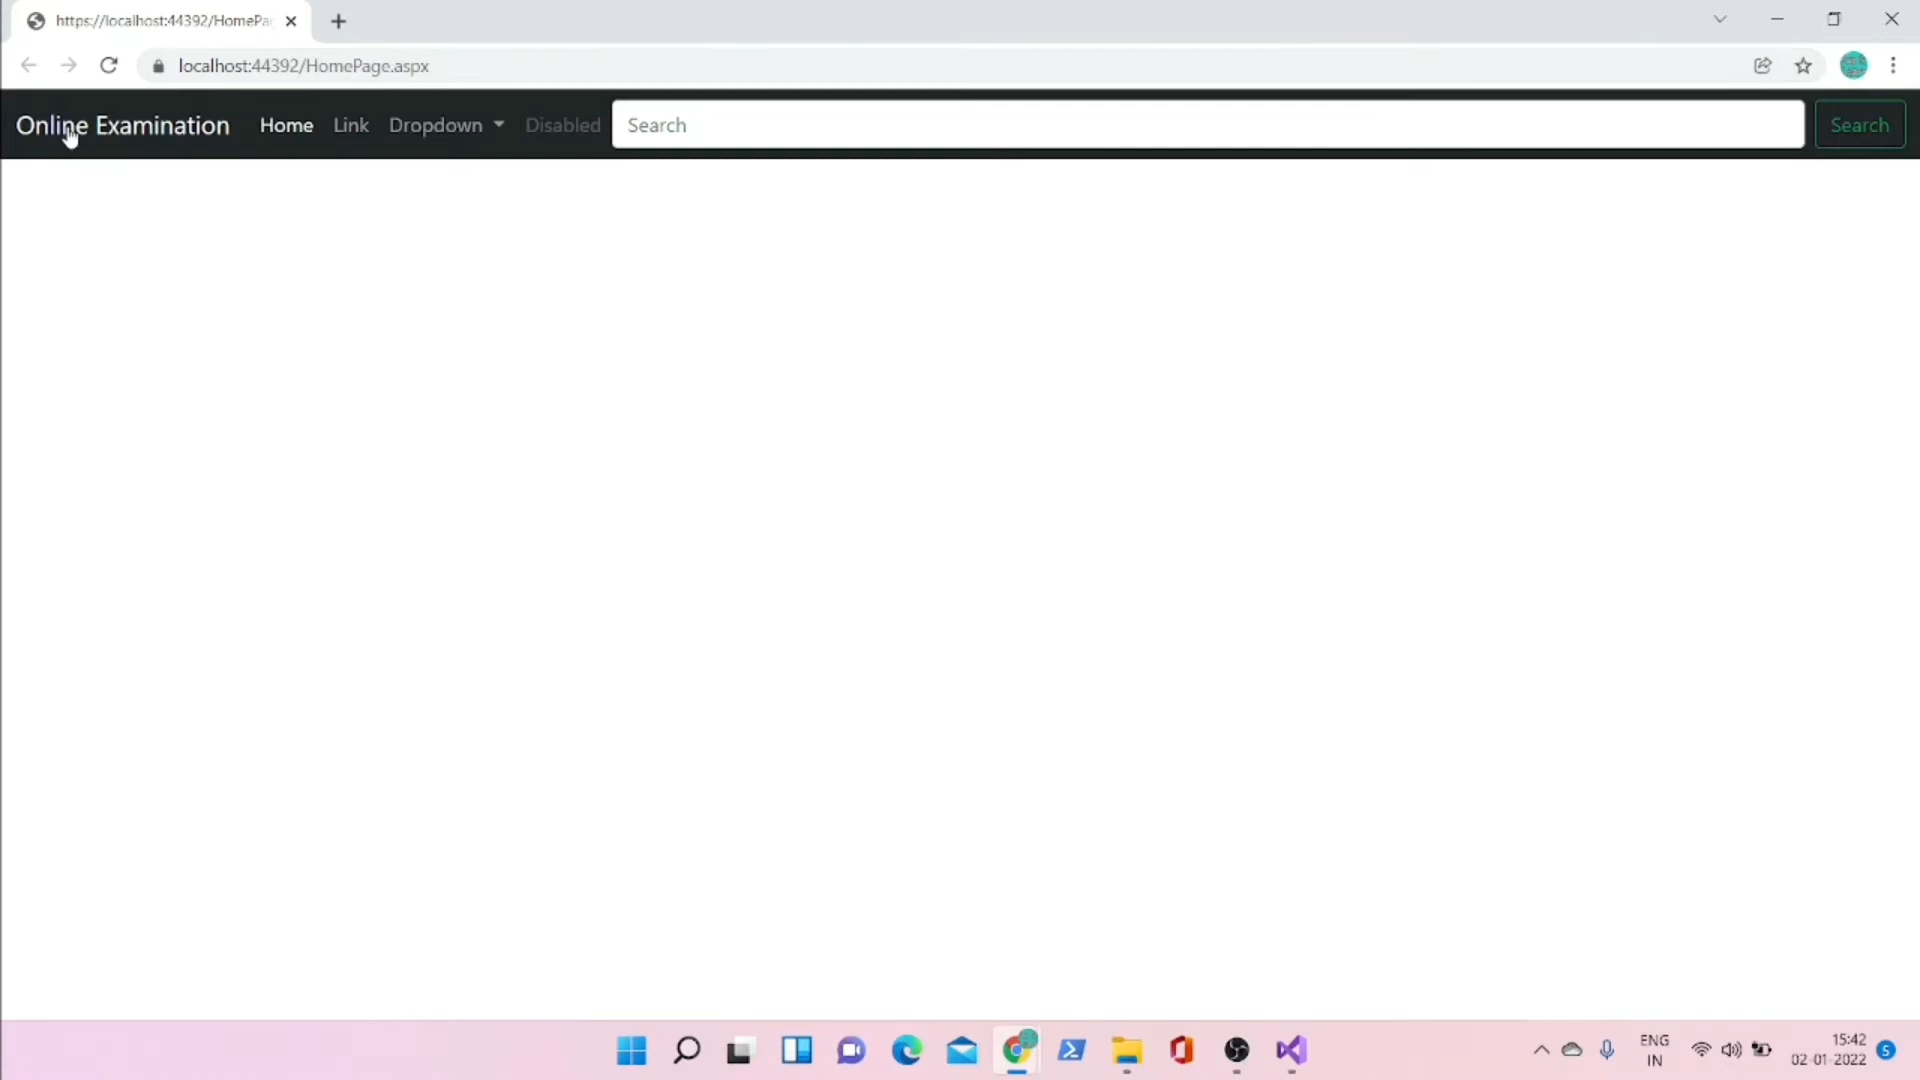 https://localhost:44392/HomePa
localhost:44392/HomePage.aspx
Online Examination Home Link Dropdown Disabled Search Search
ENG 15:42
IN 02-01-2022 5